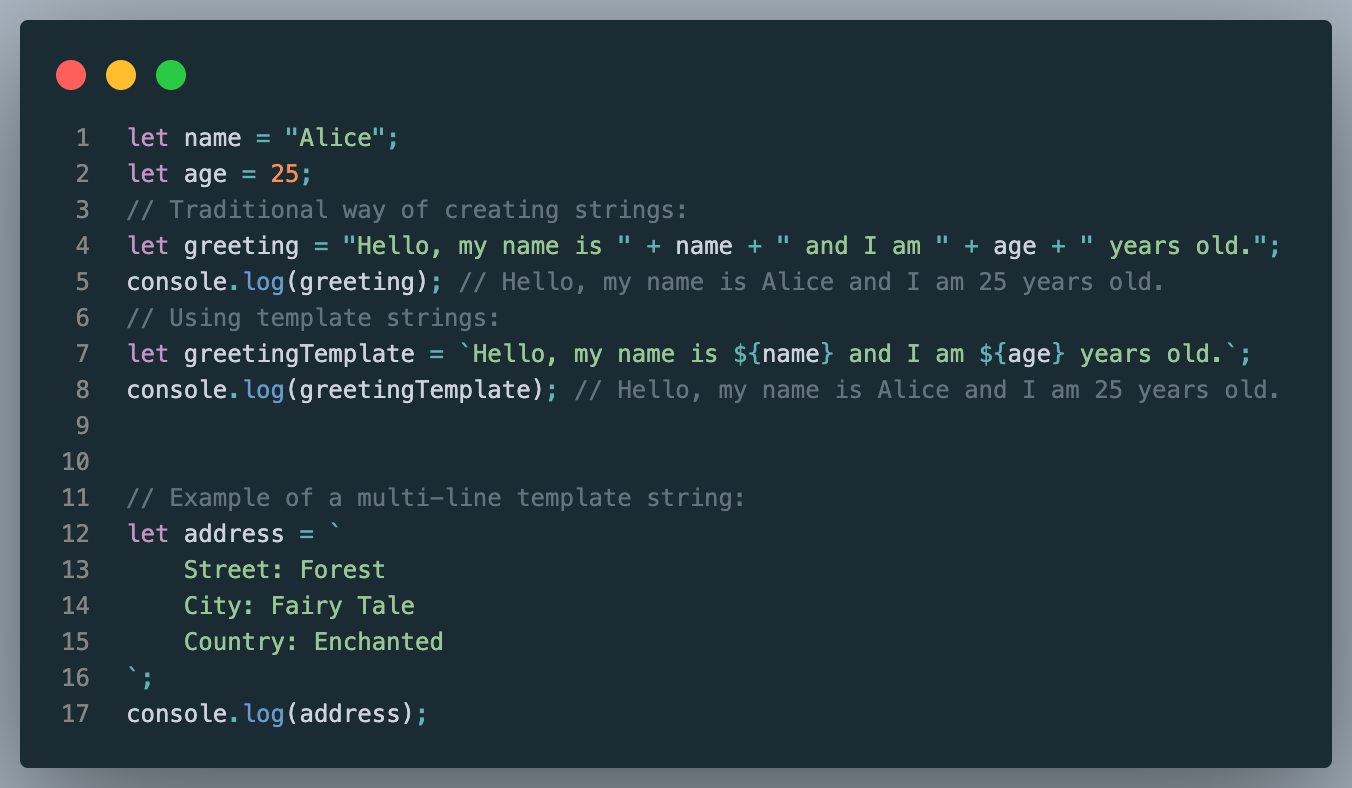 1 let name = "Alice";
2 let age = 25;
3 // Traditional way of creating strings:
4 let greeting = "Hello, my name is " + name + " and I am " + age + " years old.";
5 console.log(greeting); // Hello, my name is Alice and I am 25 years old.
6 // Using template strings:
7 let greetingTemplate = `Hello, my name is ${name} and I am ${age} years old.`;
8 console.log(greetingTemplate); // Hello, my name is Alice and I am 25 years old.
9
10
11 // Example of a multi-line template string:
12 let address = `
13     Street: Forest
14     City: Fairy Tale
15     Country: Enchanted
16 `;
17 console.log(address);